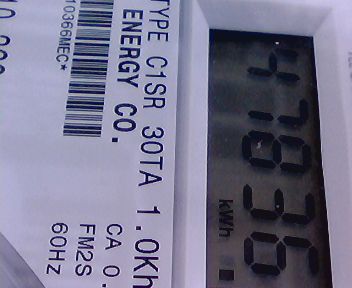 47836
kWh
TYPE C1SR 30TA 1.0Kh
ENERGY CO.
CA 0.
FM2S
10366MEC*
60Hz